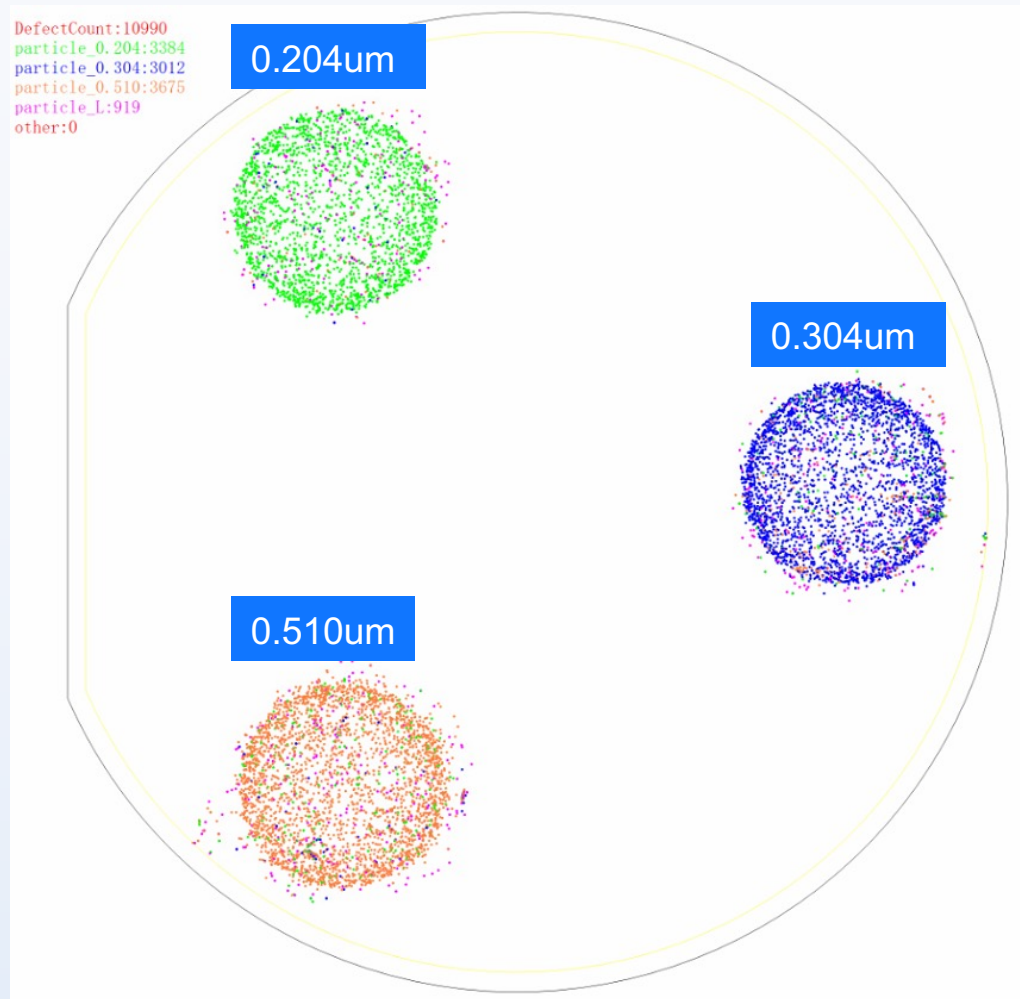 DefectCount:10990
particle_0.204:3384
particle_0.304:3012
particle_0.510:3675
particle_L:919
other:0
0.204um
0.304um
0.510um